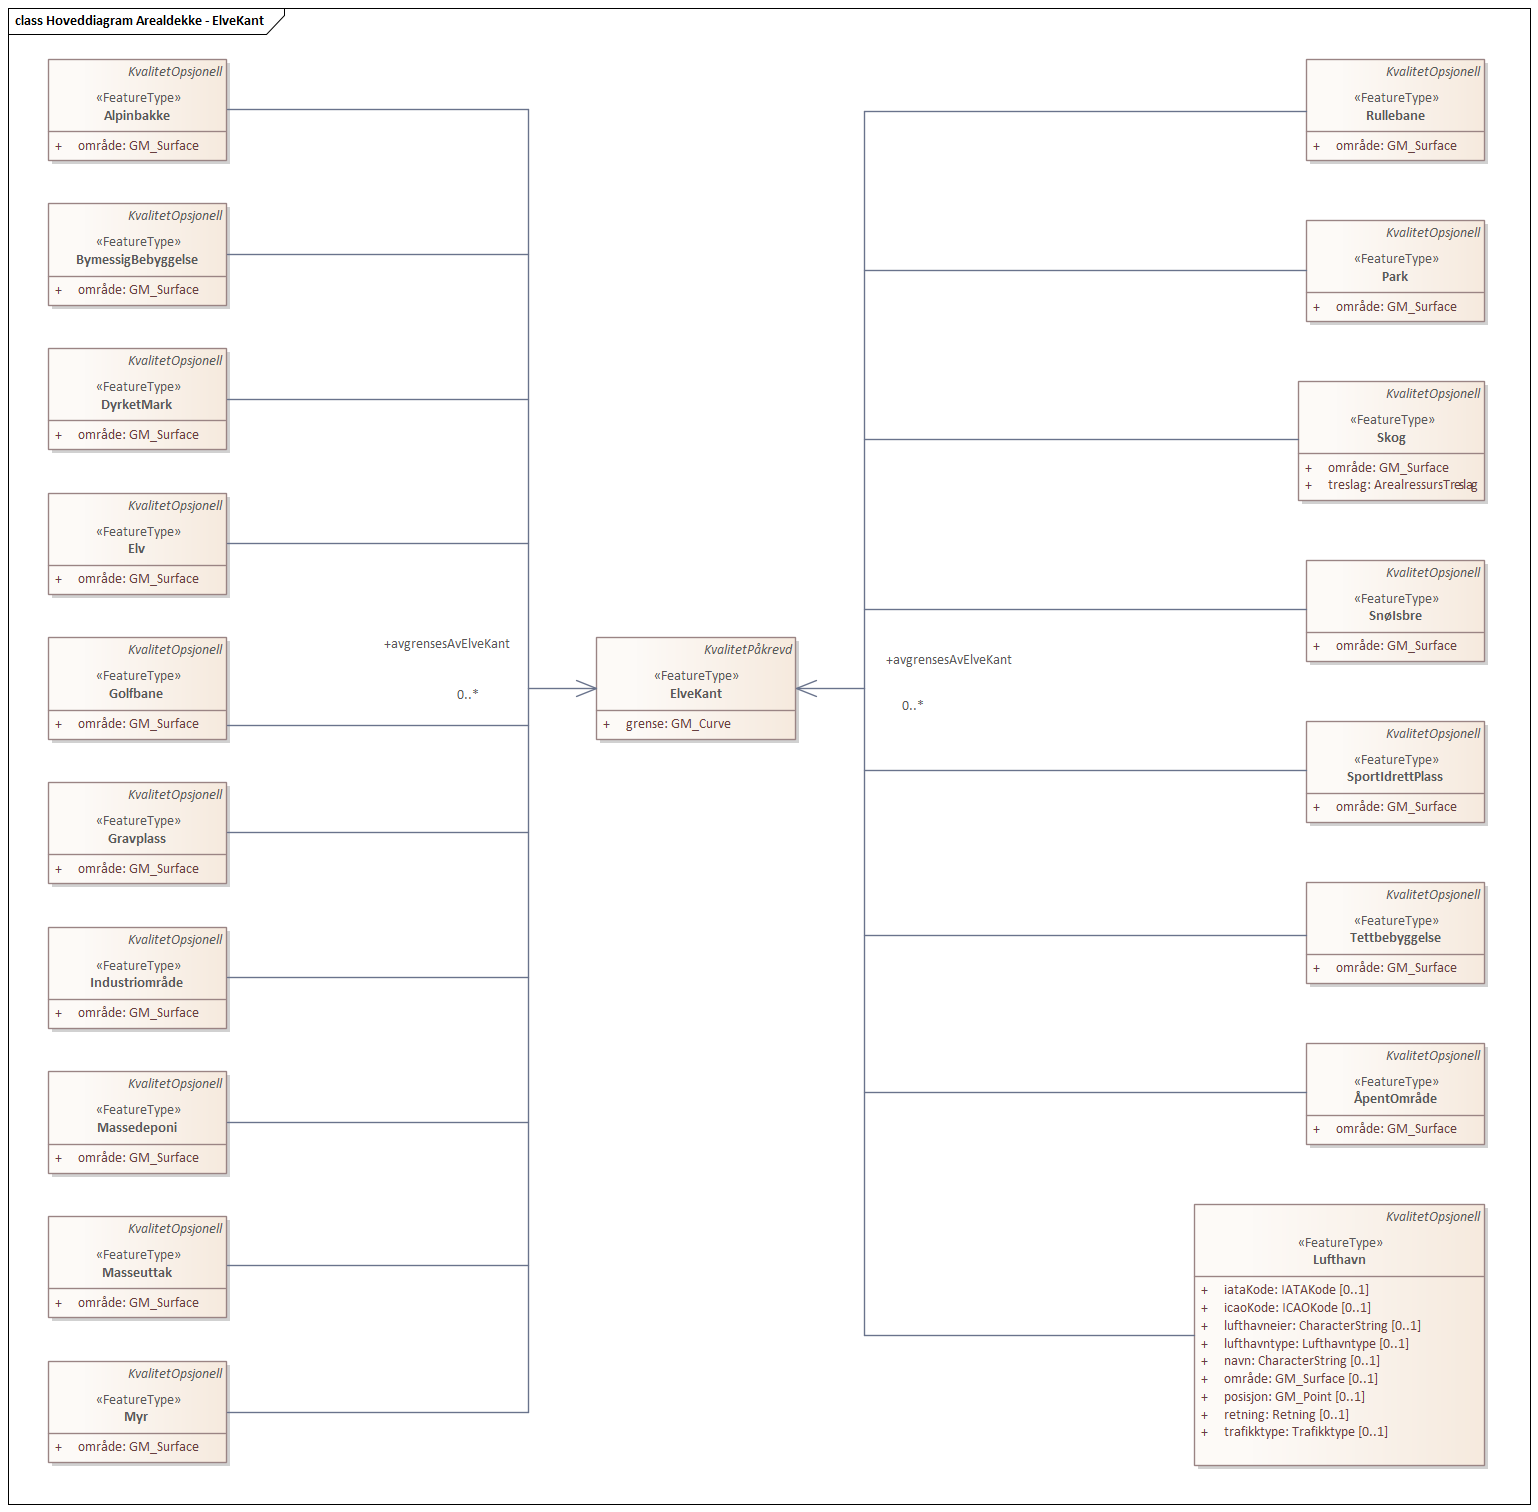 class Hoveddiagram Arealdekke - ElveKant
KvalitetOpsjonell
«FeatureType»
Alpinbakke
+ område: GM_Surface
KvalitetOpsjonell
«FeatureType»
BymessigBebyggelse
+ område: GM_Surface
KvalitetOpsjonell
«FeatureType»
DyrketMark
+ område: GM_Surface
KvalitetOpsjonell
«FeatureType»
Elv
+ område: GM_Surface
KvalitetOpsjonell
«FeatureType»
Golfbane
+ område: GM_Surface
KvalitetOpsjonell
«FeatureType»
Gravplass
+ område: GM_Surface
KvalitetOpsjonell
«FeatureType»
Industriområde
+ område: GM_Surface
KvalitetOpsjonell
«FeatureType»
Massedeponi
+ område: GM_Surface
KvalitetOpsjonell
«FeatureType»
Masseuttak
+ område: GM_Surface
KvalitetOpsjonell
«FeatureType»
Myr
+ område: GM_Surface
+avgrensesAvElveKant
0..*
KvalitetPåkrevd
«FeatureType»
ElveKant
+ grense: GM_Curve
+avgrensesAvElveKant
0..*
KvalitetOpsjonell
«FeatureType»
Rullebane
+ område: GM_Surface
KvalitetOpsjonell
«FeatureType»
Park
+ område: GM_Surface
KvalitetOpsjonell
«FeatureType»
Skog
+ område: GM_Surface
+ treslag: ArealressursTreslag
KvalitetOpsjonell
«FeatureType»
SnøIsbre
+ område: GM_Surface
KvalitetOpsjonell
«FeatureType»
SportIdrettPlass
+ område: GM_Surface
KvalitetOpsjonell
«FeatureType»
Tettbebyggelse
+ område: GM_Surface
KvalitetOpsjonell
«FeatureType»
ÅpentOmråde
+ område: GM_Surface
KvalitetOpsjonell
«FeatureType»
Lufthavn
+ iataKode: IATAKode [0..1]
+ icaoKode: ICAOKode [0..1]
+ lufthavneier: CharacterString [0..1]
+ lufthavntype: Lufthavntype [0..1]
+ navn: CharacterString [0..1]
+ område: GM_Surface [0..1]
+ posisjon: GM_Point [0..1]
+ retning: Retning [0..1]
+ trafikktype: Trafikktype [0..1]